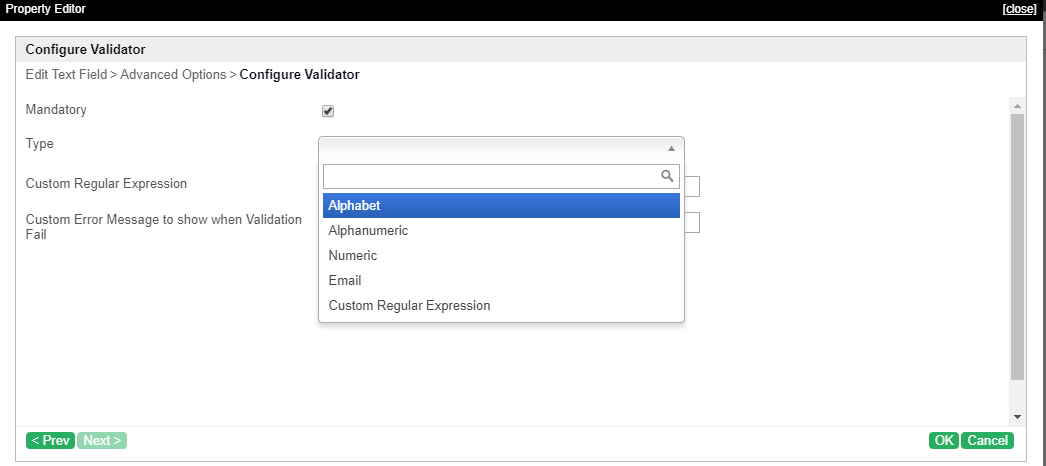 Property Editor
[close]
Configure Validator
Edit Text Field > Advanced Options > Configure Validator
Mandatory
Type
Custom Regular Expression
Custom Error Message to show when Validation
Fail
Alphabet
Alphanumeric
Numeric
Email
Custom Regular Expression
< Prev
Next >
OK
Cancel